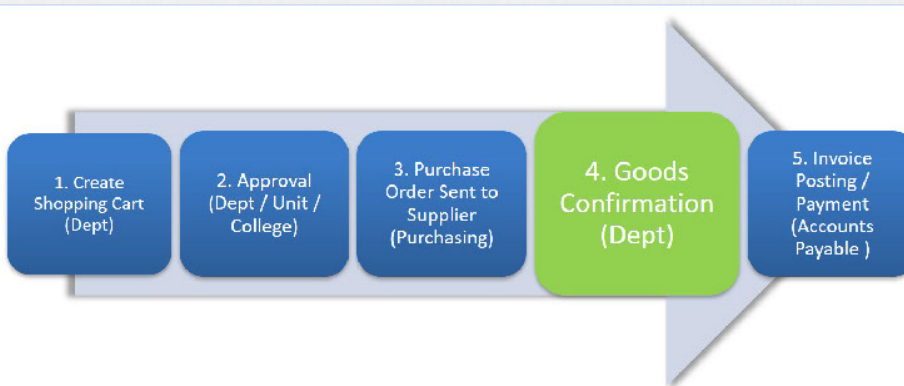 1. Create
Shopping Cart
(Dept)
2. Approval
(Dept / Unit /
College)
3. Purchase
Order Sent to
Supplier
(Purchasing)
4. Goods
Confirmation
(Dept)
5. Invoice
Posting /
Payment
(Accounts
Payable )